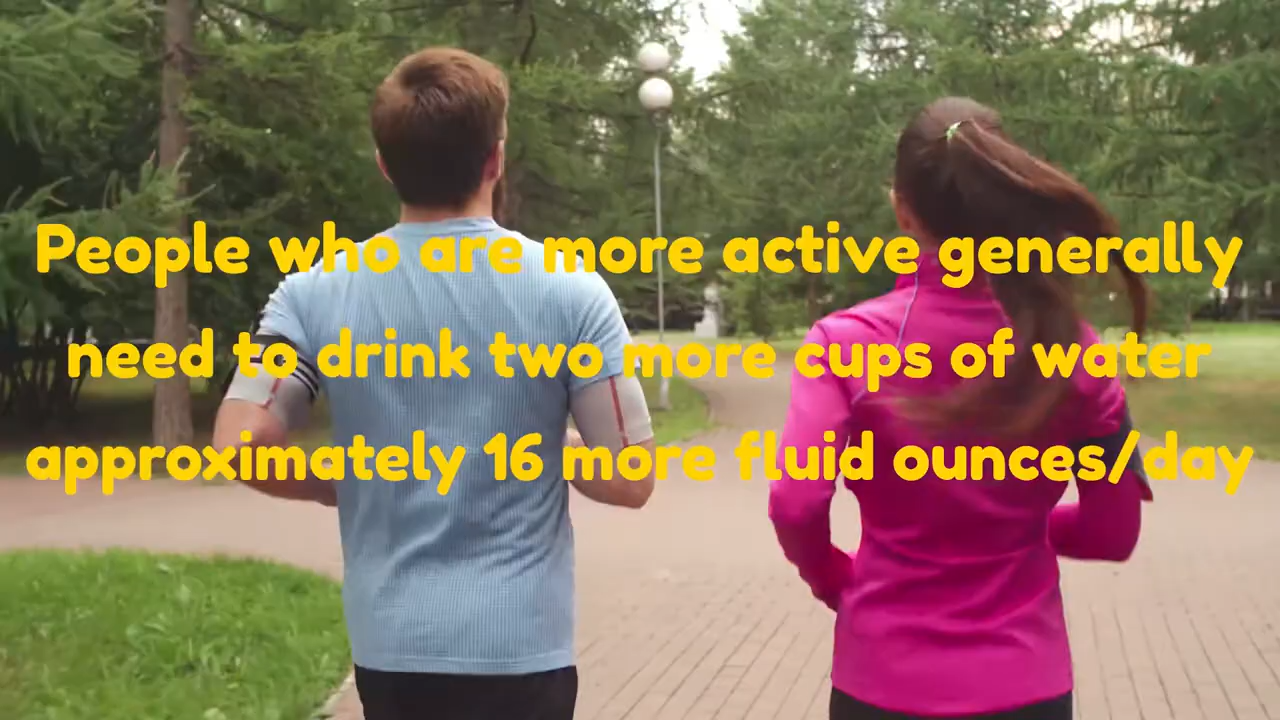 People who are more active generally
need to drink two more cups of water
approximately 16 more fluid ounces/day